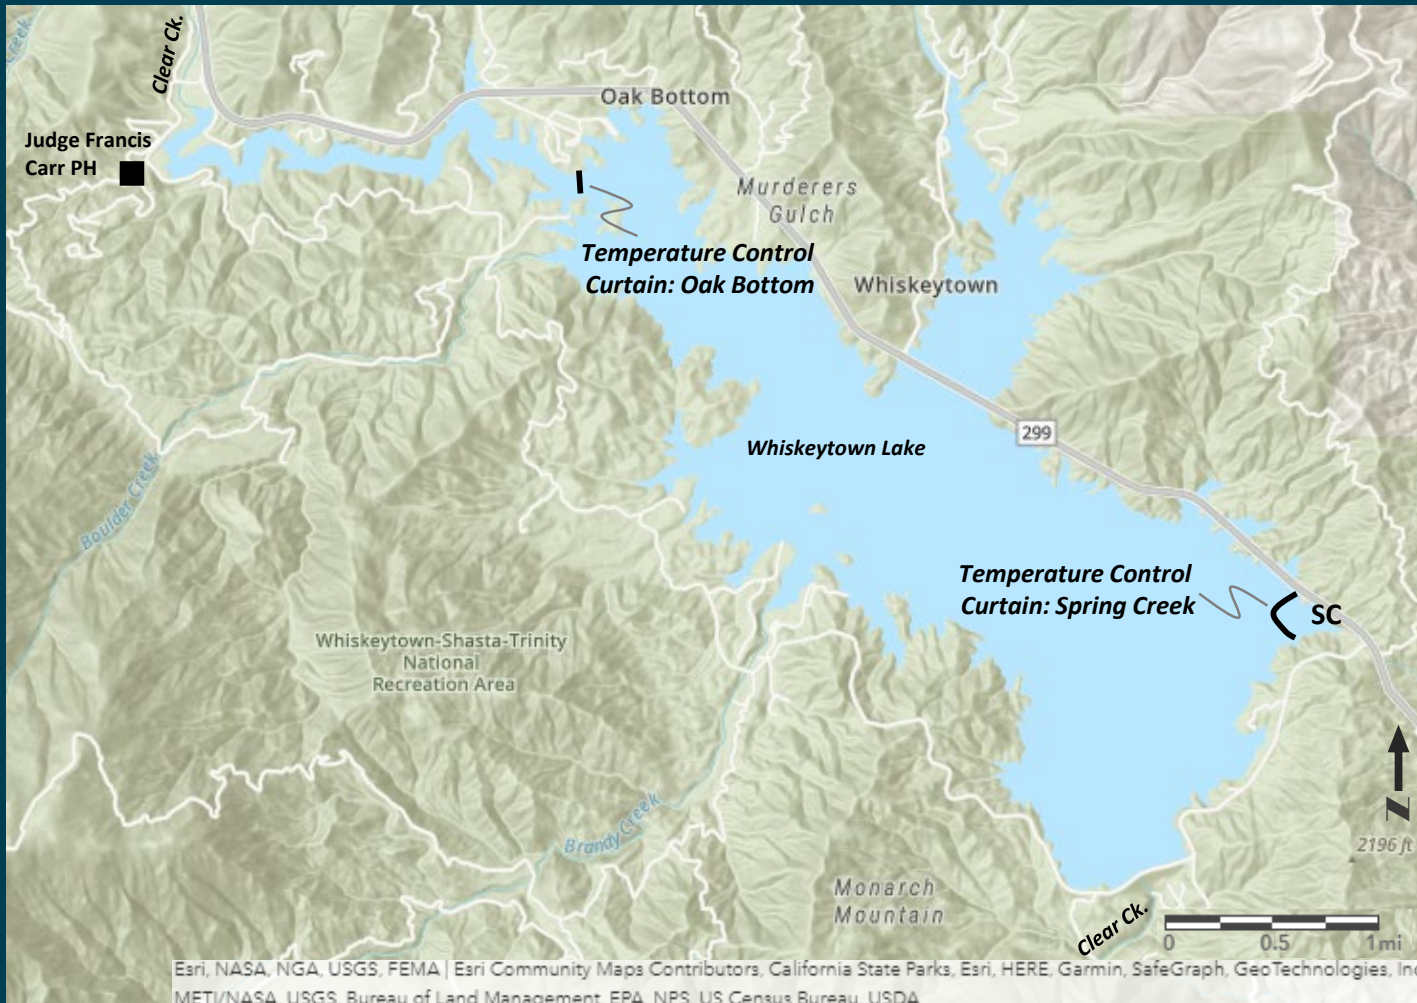 Creek
Clear Ck.
Oak Bottom
Judge Francis
Carr PH
Murderers
Gulch
Temperature Control
Curtain: Oak Bottom
Whiskeytown
299
Whiskeytown Lake
Boulder Creek
Temperature Control
Curtain: Spring Creek
SC
Whiskeytown-Shasta-Trinity
National
Recreation Area
N
Brandy Creek
2196 ft
Monarch
Mountain
Clear Ck.
0 0.5 1mi
Esri, NASA, NGA, USGS, FEMA | Esri Community Maps Contributors, California State Parks, Esri, HERE, Garmin, SafeGraph, GeoTechnologies, Inc
METI/NASA, USGS, Bureau of Land Management, EPA, NPS, US Census Bureau, USDA